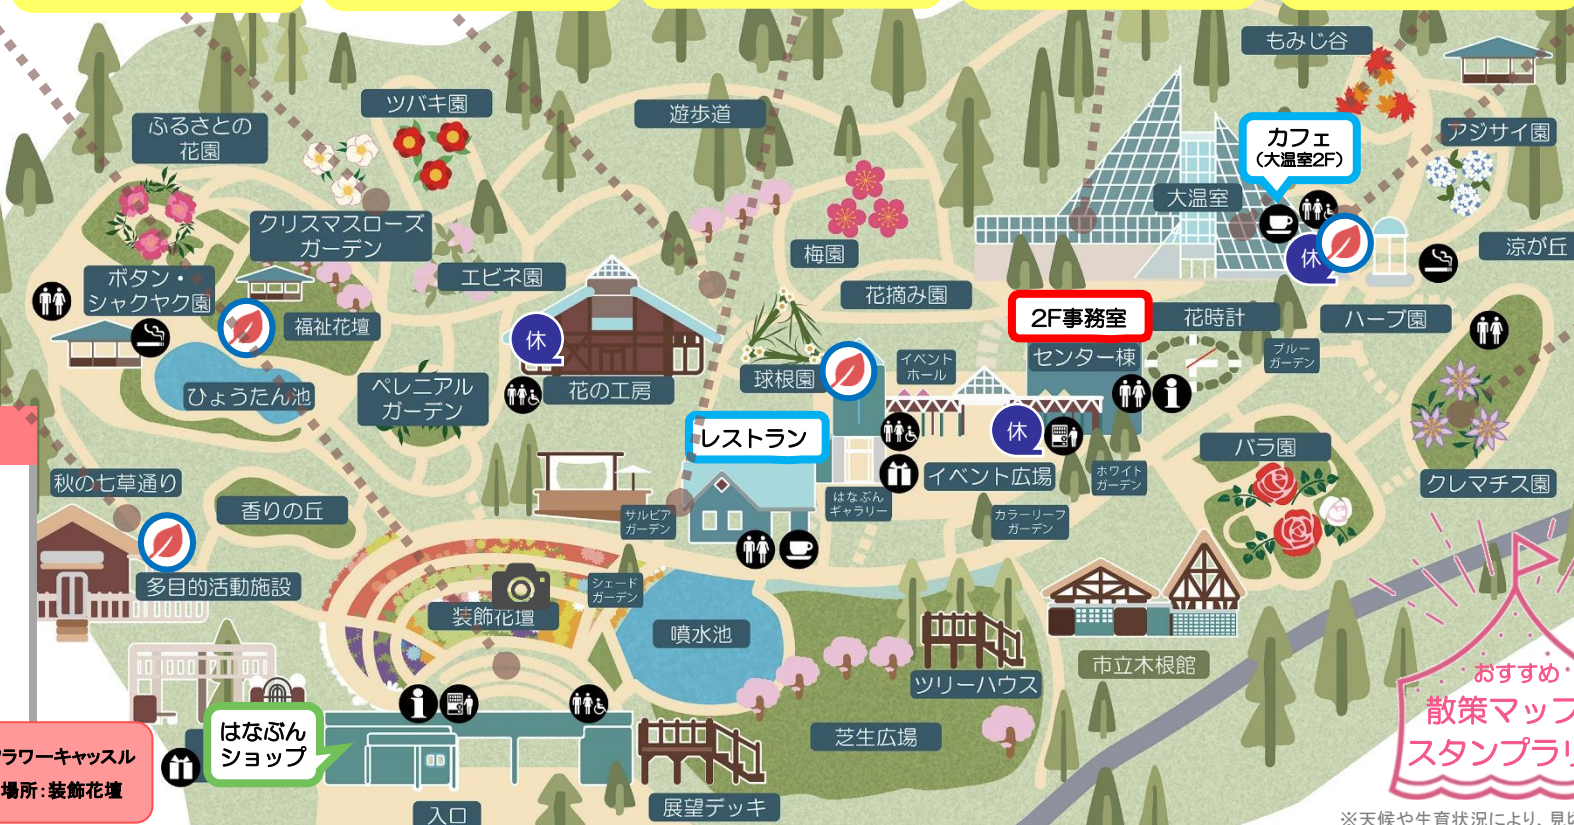 もみじ谷
ツバキ園
遊歩道
ふるさとの
花園
カフェ
(大温室2F)
アジサイ園
大温室
クリスマスローズ
ガーデン
梅園
涼が丘
ボタン・
シャクヤク園
エビネ園
花摘み園
休
福祉花壇
休
2F事務室
花時計
ハーブ園
センター棟
ブルー
ガーデン
イベント
ホール
球根園
花の工房
ひょうたん池
ペレニアル
ガーデン
レストラン
休
バラ園
イベント広場
ホワイト
ガーデン
クレマチス園
秋の七草通り
香りの丘
はなぶん
ギャラリー
サルビア
ガーデン
カラーリーフ
ガーデン
多目的活動施設
シェード
ガーデン
装飾花壇
噴水池
市立木根館
ツリーハウス
おすすめ
散策マップ
スタンプラリ
はなぶん
ショップ
芝生広場
ラワーキャッスル
場所:装飾花壇
展望デッキ
入口
※天候や生育状況により、見